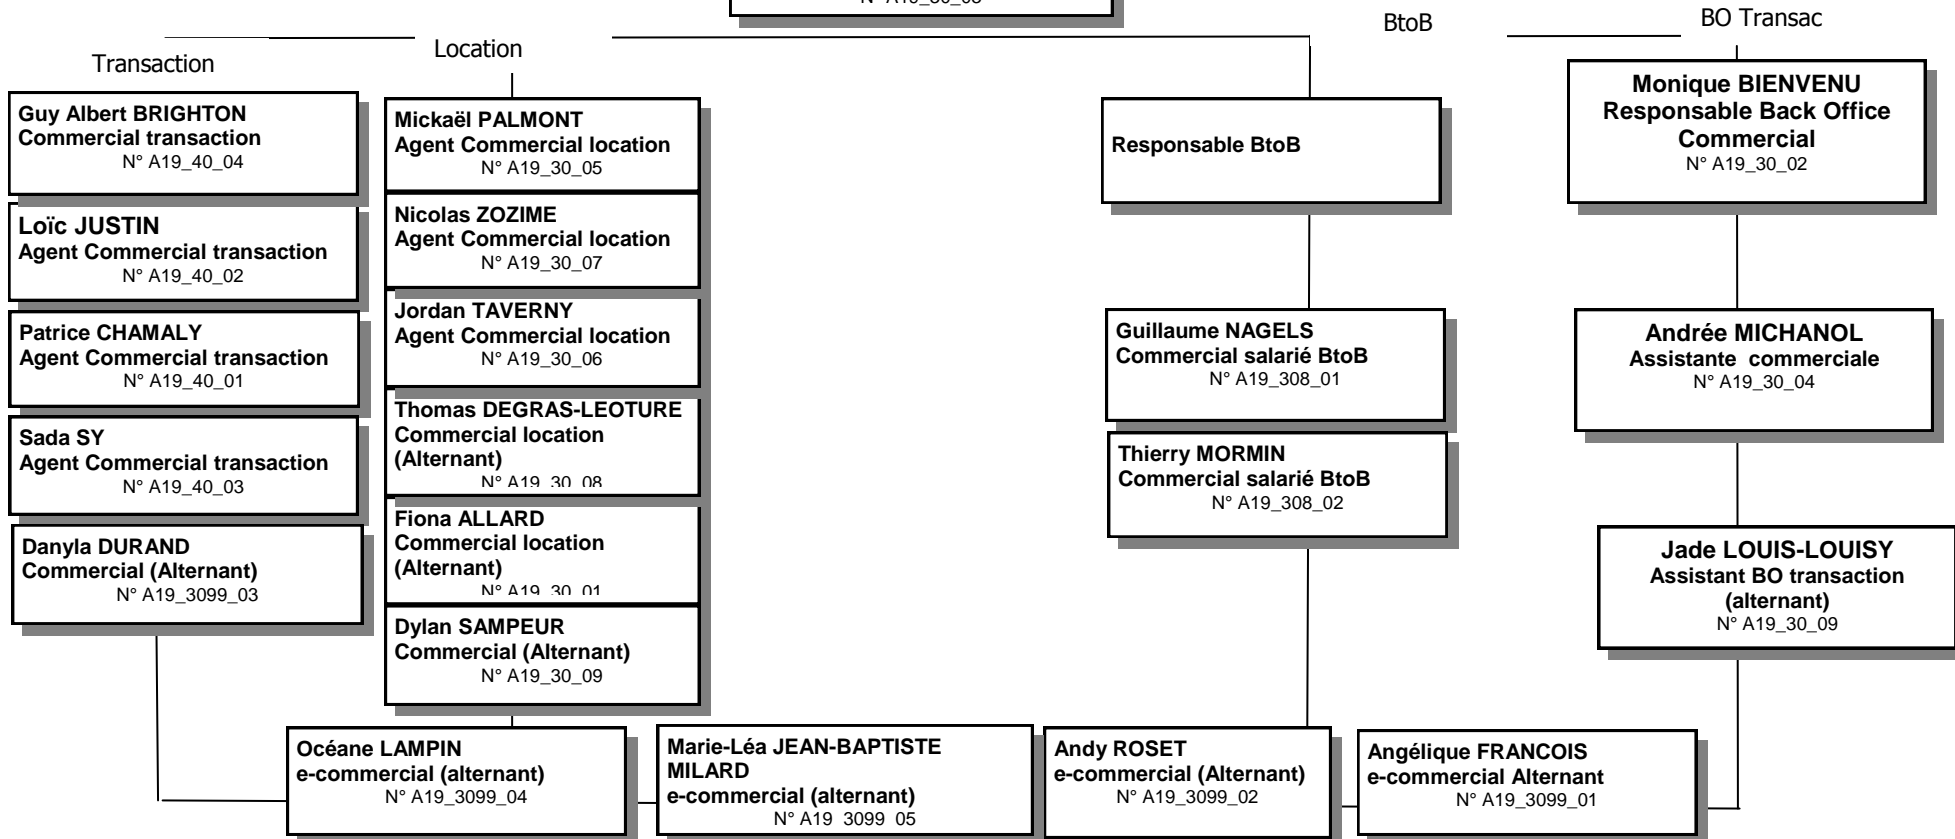 N° A19_30_03
Transaction
Location
BtoB
BO Transac
Guy Albert BRIGHTON
Commercial transaction
N° A19_40_04
Loïc JUSTIN
Agent Commercial transaction
N° A19_40_02
Patrice CHAMALY
Agent Commercial transaction
N° A19_40_01
Sada SY
Agent Commercial transaction
N° A19_40_03
Danyla DURAND
Commercial (Alternant)
N° A19_3099_03
Mickaël PALMONT
Agent Commercial location
N° A19_30_05
Nicolas ZOZIME
Agent Commercial location
N° A19_30_07
Jordan TAVERNY
Agent Commercial location
N° A19_30_06
Thomas DEGRAS-LEOTURE
Commercial location
(Alternant)
N° A19_30_08
Fiona ALLARD
Commercial location
(Alternant)
N° A19_30_01
Dylan SAMPEUR
Commercial (Alternant)
N° A19_30_09
Responsable BtoB
Guillaume NAGELS
Commercial salarié BtoB
N° A19_308_01
Thierry MORMIN
Commercial salarié BtoB
N° A19_308_02
Monique BIENVENU
Responsable Back Office
Commercial
N° A19_30_02
Andrée MICHANOL
Assistante commerciale
N° A19_30_04
Jade LOUIS-LOUISY
Assistant BO transaction
(alternant)
N° A19_30_09
Océane LAMPIN
e-commercial (alternant)
N° A19_3099_04
Marie-Léa JEAN-BAPTISTE
MILARD
e-commercial (alternant)
N° A19_3099_05
Andy ROSET
e-commercial (Alternant)
N° A19_3099_02
Angélique FRANCOIS
e-commercial Alternant
N° A19_3099_01